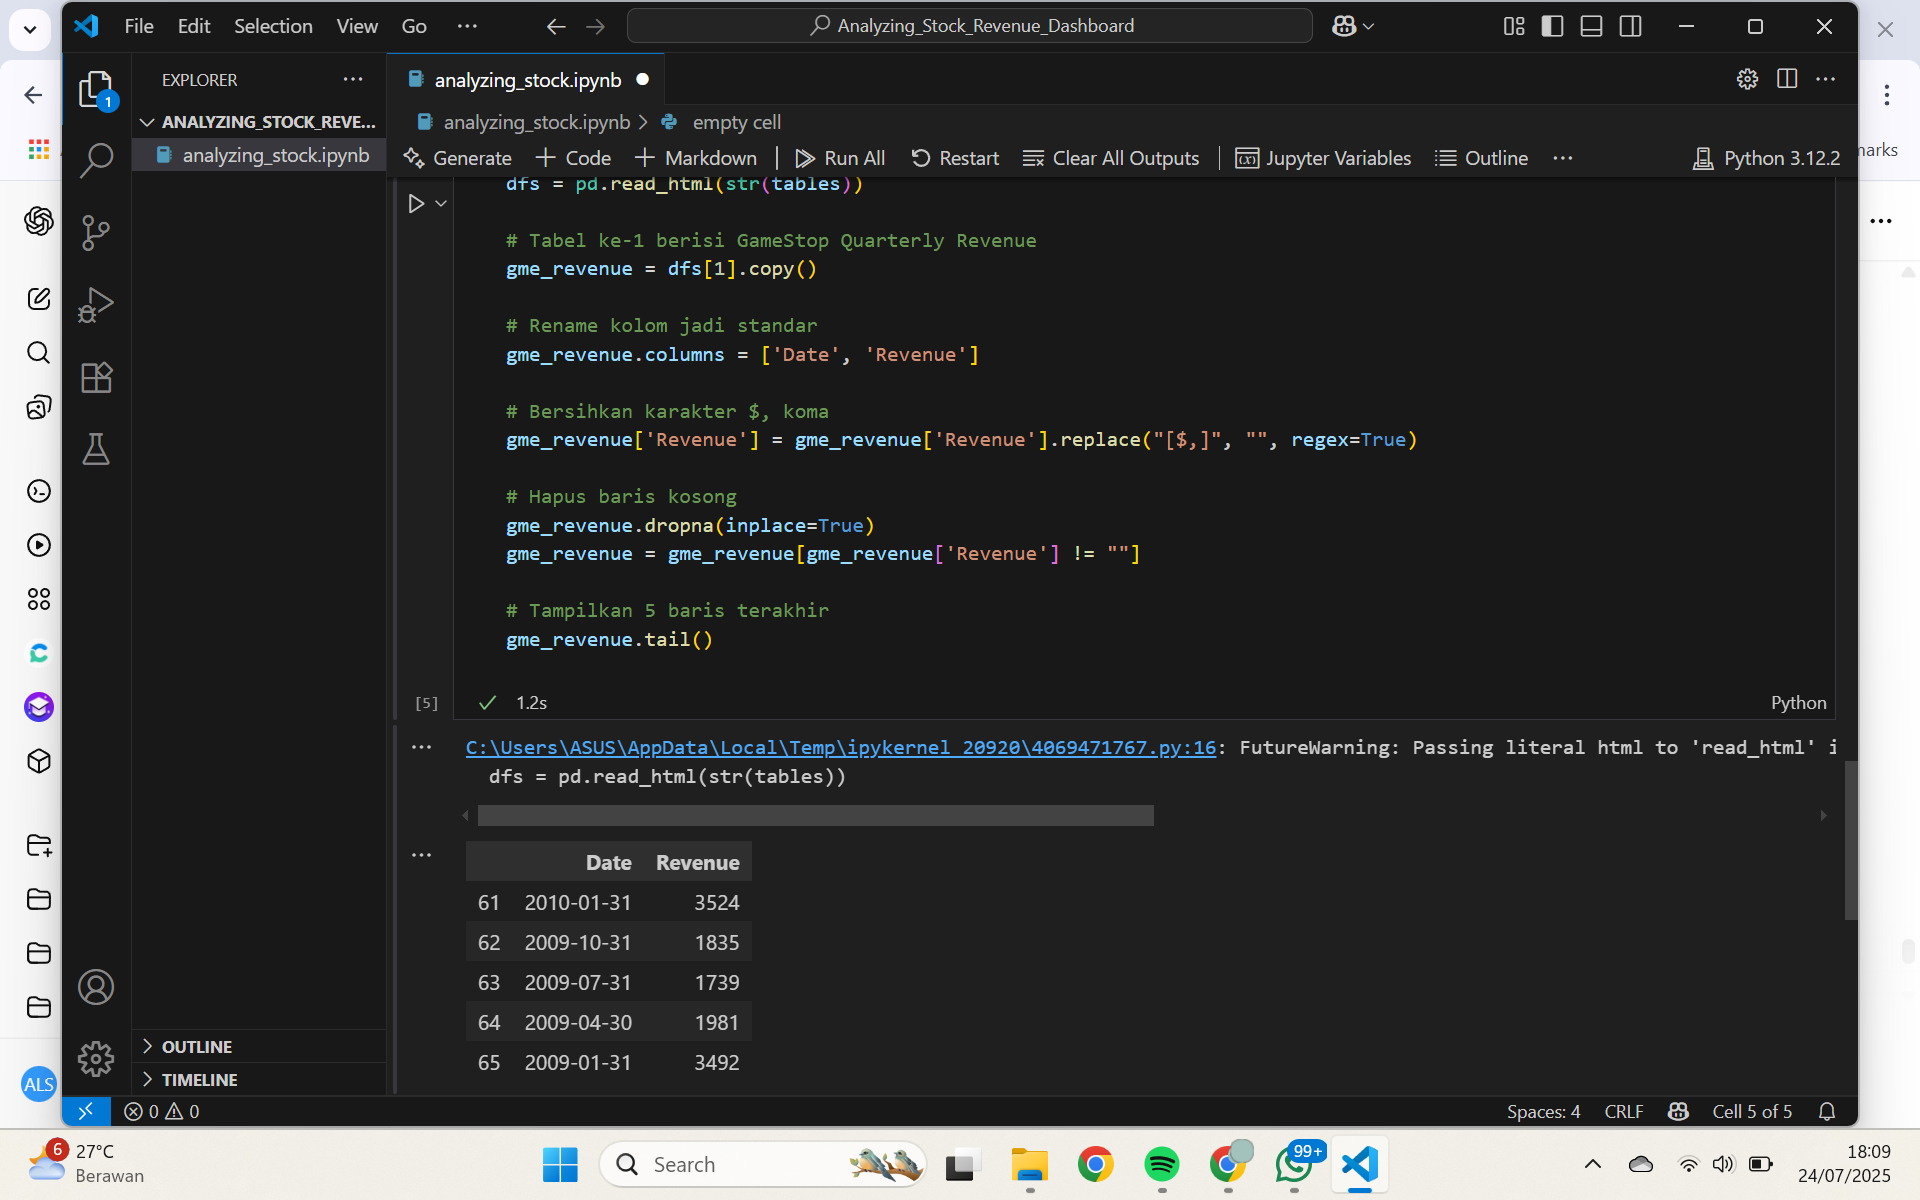 File Edit Selection View Go
Analyzing_Stock_Revenue_Dashboard
EXPLORER
analyzing_stock.ipynb
1
ANALYZING_STOCK_REVE...
analyzing_stock.ipynb > empty cell
analyzing_stock.ipynb
Generate + Code + Markdown Run All Restart Clear All Outputs Jupyter Variables Outline Python 3.12.2
arks
dfs = pd.read_html(str(tables))
# Tabel ke-1 berisi GameStop Quarterly Revenue
gme_revenue = dfs[1].copy()
# Rename kolom jadi standar
gme_revenue.columns = ['Date', 'Revenue']
# Bersihkan karakter $, koma
gme_revenue['Revenue'] = gme_revenue['Revenue'].replace("[$,]", "", regex=True)
# Hapus baris kosong
gme_revenue.dropna(inplace=True)
gme_revenue = gme_revenue[gme_revenue['Revenue'] != ""]
# Tampilkan 5 baris terakhir
gme_revenue.tail()
[5] 1.2s Python
C:\Users\ASUS\AppData\Local\Temp\ipykernel_20920\4069471767.py:16: FutureWarning: Passing literal html to 'read_html' i
dfs = pd.read_html(str(tables))
Date Revenue
61 2010-01-31 3524
62 2009-10-31 1835
63 2009-07-31 1739
64 2009-04-30 1981
65 2009-01-31 3492
OUTLINE
TIMELINE
ALS
0 0
Spaces: 4 CRLF Cell 5 of 5
6
27°C
Berawan
Search
99+
18:09
24/07/2025